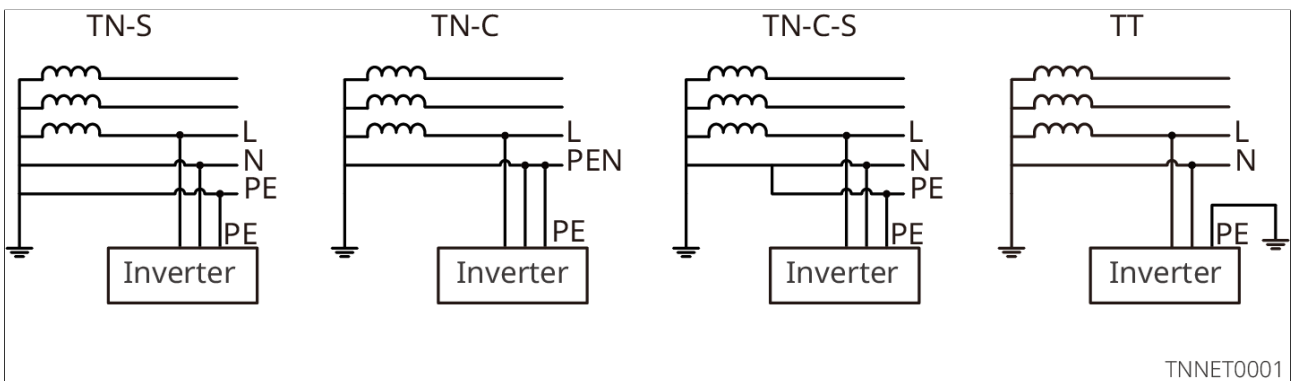 TN-S
TN-C
TN-C-S
TT
L
N
PE
PE
Inverter
L
PEN
PE
Inverter
L
N
PE
PE
Inverter
L
N
PE
Inverter
TNNET0001